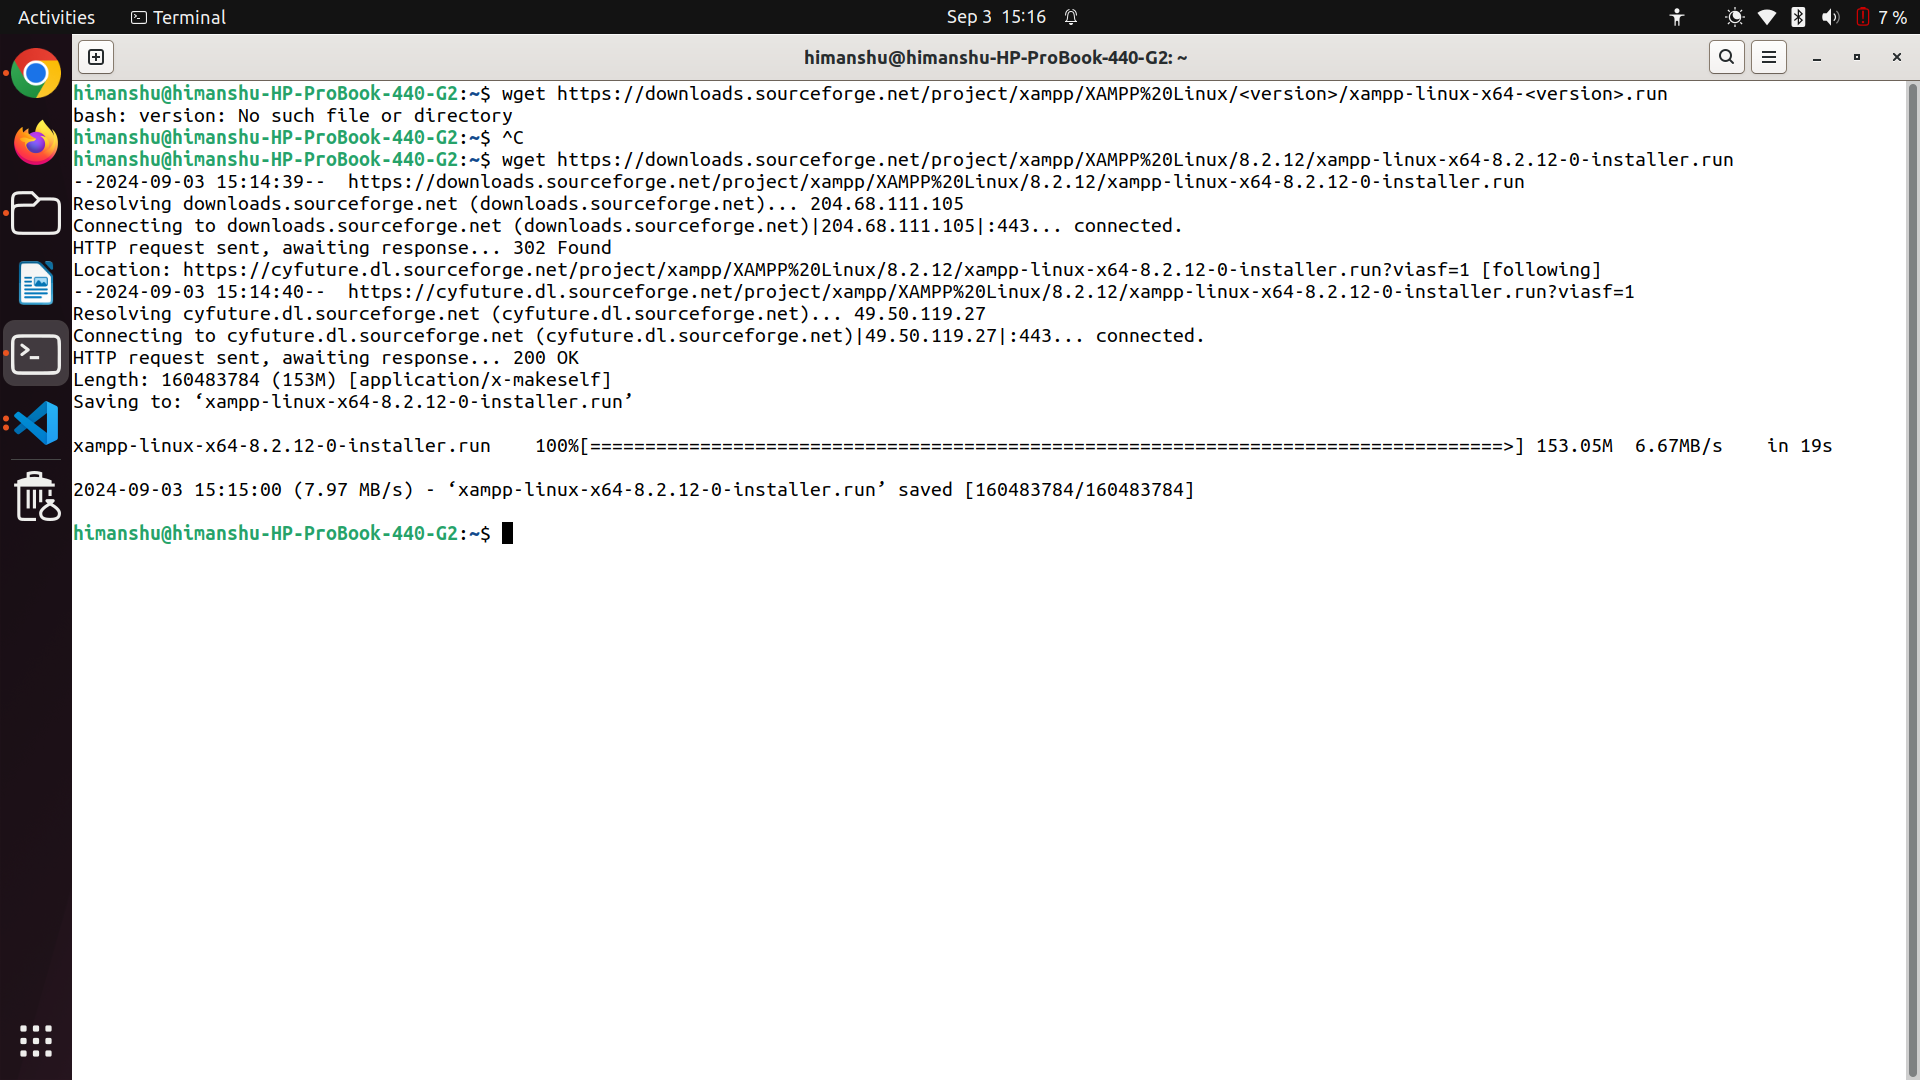 Activities Terminal Sep 3 15:16 7 %
himanshu@himanshu-HP-ProBook-440-G2: ~
himanshu@himanshu-HP-ProBook-440-G2:~$ wget https://downloads.sourceforge.net/project/xampp/XAMPP%20Linux/<version>/xampp-linux-x64-<version>.run
bash: version: No such file or directory
himanshu@himanshu-HP-ProBook-440-G2:~$ ^C
himanshu@himanshu-HP-ProBook-440-G2:~$ wget https://downloads.sourceforge.net/project/xampp/XAMPP%20Linux/8.2.12/xampp-linux-x64-8.2.12-0-installer.run
--2024-09-03 15:14:39--  https://downloads.sourceforge.net/project/xampp/XAMPP%20Linux/8.2.12/xampp-linux-x64-8.2.12-0-installer.run
Resolving downloads.sourceforge.net (downloads.sourceforge.net)... 204.68.111.105
Connecting to downloads.sourceforge.net (downloads.sourceforge.net)|204.68.111.105|:443... connected.
HTTP request sent, awaiting response... 302 Found
Location: https://cyfuture.dl.sourceforge.net/project/xampp/XAMPP%20Linux/8.2.12/xampp-linux-x64-8.2.12-0-installer.run?viasf=1 [following]
--2024-09-03 15:14:40--  https://cyfuture.dl.sourceforge.net/project/xampp/XAMPP%20Linux/8.2.12/xampp-linux-x64-8.2.12-0-installer.run?viasf=1
Resolving cyfuture.dl.sourceforge.net (cyfuture.dl.sourceforge.net)... 49.50.119.27
Connecting to cyfuture.dl.sourceforge.net (cyfuture.dl.sourceforge.net)|49.50.119.27|:443... connected.
HTTP request sent, awaiting response... 200 OK
Length: 160483784 (153M) [application/x-makeself]
Saving to: ‘xampp-linux-x64-8.2.12-0-installer.run’
xampp-linux-x64-8.2.12-0-installer.run    100%[===================================================================================>] 153.05M  6.67MB/s    in 19s
2024-09-03 15:15:00 (7.97 MB/s) - ‘xampp-linux-x64-8.2.12-0-installer.run’ saved [160483784/160483784]
himanshu@himanshu-HP-ProBook-440-G2:~$